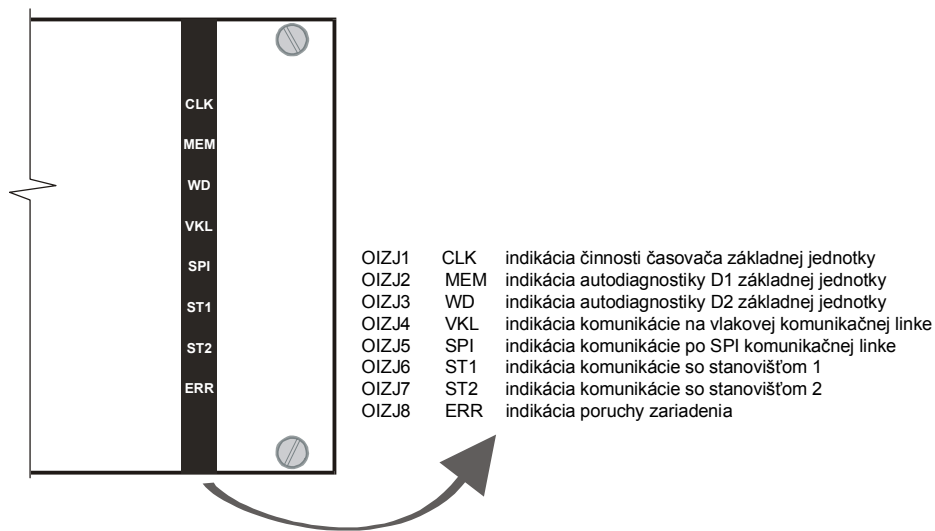 CLK
MEM
WD
VKL
SPI
ST1
ST2
ERR
OIZJ1 CLK indikácia činnosti časovača základnej jednotky
OIZJ2 MEM indikácia autodiagnostiky D1 základnej jednotky
OIZJ3 WD indikácia autodiagnostiky D2 základnej jednotky
OIZJ4 VKL indikácia komunikácie na vlakovej komunikačnej linke
OIZJ5 SPI indikácia komunikácie po SPI komunikačnej linke
OIZJ6 ST1 indikácia komunikácie so stanovišťom 1
OIZJ7 ST2 indikácia komunikácie so stanovišťom 2
OIZJ8 ERR indikácia poruchy zariadenia